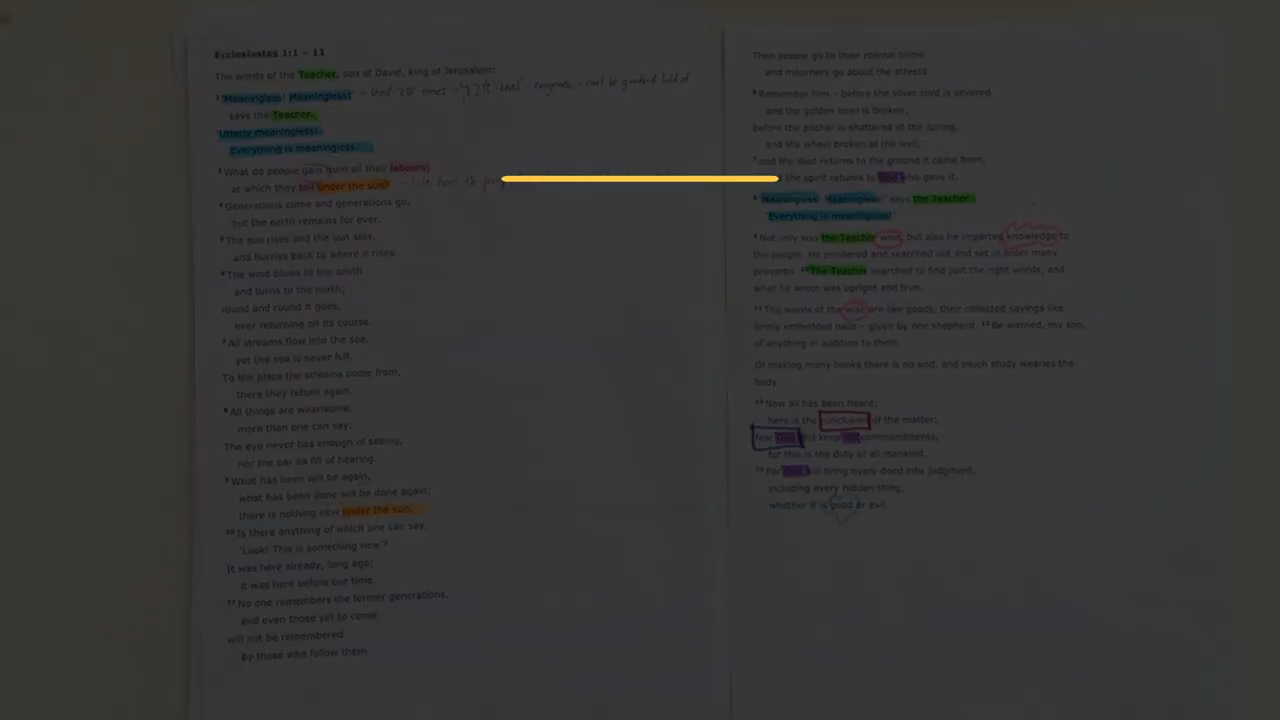 Ecclesiastes 1:1 – 11
The words of the Teacher, son of David, king of Jerusalem:
2 'Meaningless! Meaningless!' – used 38 times - הבל hevel - enigmatic - can't be grabbed hold of
says the Teacher.
'Utterly meaningless!
Everything is meaningless.'
3 What do people gain from all their labours
at which they toil under the sun?
4 Generations come and generations go,
but the earth remains for ever.
5 The sun rises and the sun sets,
and hurries back to where it rises.
6 The wind blows to the south
and turns to the north;
round and round it goes,
ever returning on its course.
7 All streams flow into the sea,
yet the sea is never full.
To the place the streams come from,
there they return again.
8 All things are wearisome,
more than one can say.
The eye never has enough of seeing,
nor the ear its fill of hearing.
9 What has been will be again,
what has been done will be done again;
there is nothing new under the sun.
10 Is there anything of which one can say,
'Look! This is something new'?
It was here already, long ago;
it was here before our time.
11 No one remembers the former generations,
and even those yet to come
will not be remembered
by those who follow them.
Then people go to their eternal home
and mourners go about the streets.
6 Remember him – before the silver cord is severed,
and the golden bowl is broken;
before the pitcher is shattered at the spring,
and the wheel broken at the well,
7 and the dust returns to the ground it came from,
and the spirit returns to God who gave it.
8 'Meaningless! Meaningless!' says the Teacher.
'Everything is meaningless!'
9 Not only was the Teacher wise, but also he imparted knowledge to
the people. He pondered and searched out and set in order many
proverbs. 10 The Teacher searched to find just the right words, and
what he wrote was upright and true.
11 The words of the wise are like goads, their collected sayings like
firmly embedded nails – given by one shepherd. 12 Be warned, my son,
of anything in addition to them.
Of making many books there is no end, and much study wearies the
body.
13 Now all has been heard;
here is the conclusion of the matter:
fear God and keep his commandments,
for this is the duty of all mankind.
14 For God will bring every deed into judgment,
including every hidden thing,
whether it is good or evil.